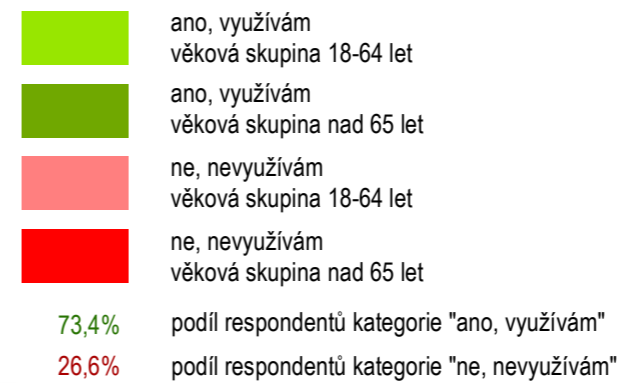 ano, využívám
věková skupina 18-64 let
ano, využívám
věková skupina nad 65 let
ne, nevyužívám
věková skupina 18-64 let
ne, nevyužívám
věková skupina nad 65 let
73,4% podíl respondentů kategorie "ano, využívám"
26,6% podíl respondentů kategorie "ne, nevyužívám"